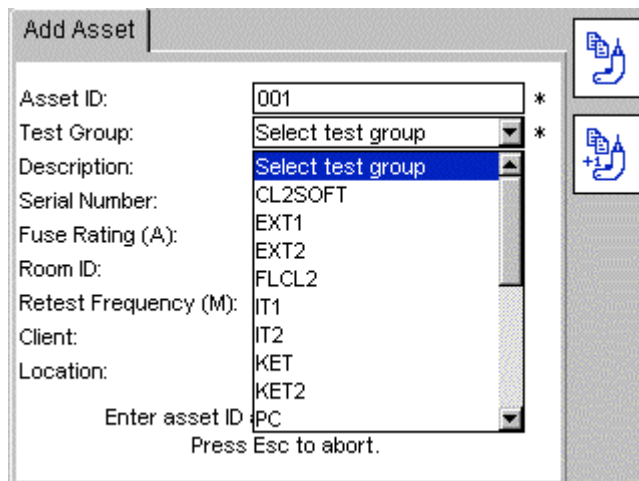 Add Asset
Asset ID: 001 *
Test Group: Select test group *
Description: Select test group
CL2SOFT
Serial Number:
EXT1
Fuse Rating (A):
EXT2
Room ID:
FLCL2
Retest Frequency (M): IT1
Client: IT2
Location:
KET
KET2
Enter asset ID PC
Press Esc to abort.
+1